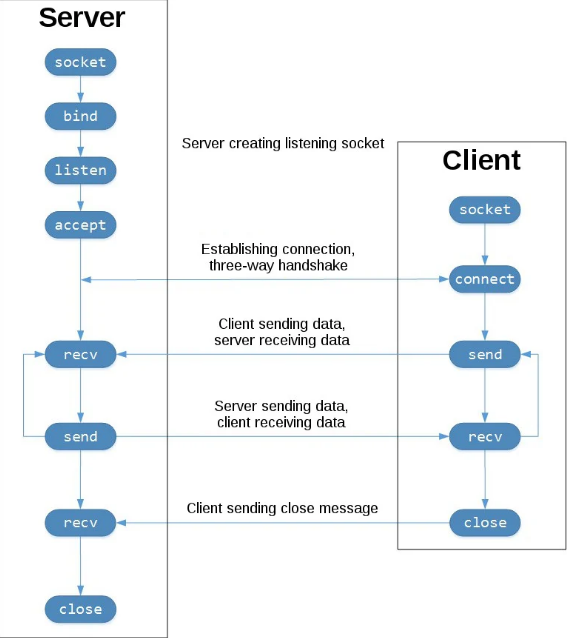 Server
socket
bind
listen
accept
recv
send
recv
close
Server creating listening socket
Establishing connection,
three-way handshake
Client sending data,
server receiving data
Server sending data,
client receiving data
Client sending close message
Client
socket
connect
send
recv
close